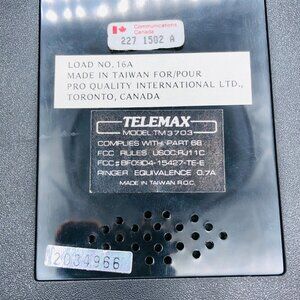 Communications
Canada
227 1502 A
LOAD NO. 16A
MADE IN TAIWAN FOR/POUR
PRO QUALITY INTERNATIONAL LTD.,
TORONTO, CANADA
TELEMAX
MODEL TM 3703
COMPLIES WITH PART 68
FCC RULES USOC:RJ11C
FCC: BF09D4-15427-TE-E
RINGER EQUIVALENCE 0.7A
MADE IN TAIWAN R.O.C.
2034966